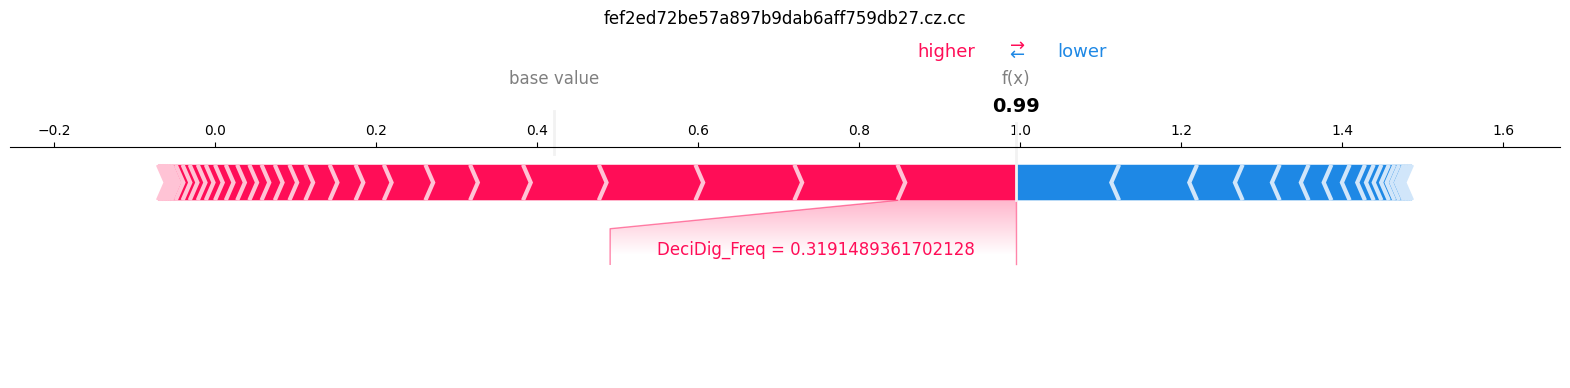 fef2ed72be57a897b9dab6aff759db27.cz.cc
higher ⇄ lower
base value f(x)
0.99
−0.2 0.0 0.2 0.4 0.6 0.8 1.0 1.2 1.4 1.6
DeciDig_Freq = 0.3191489361702128